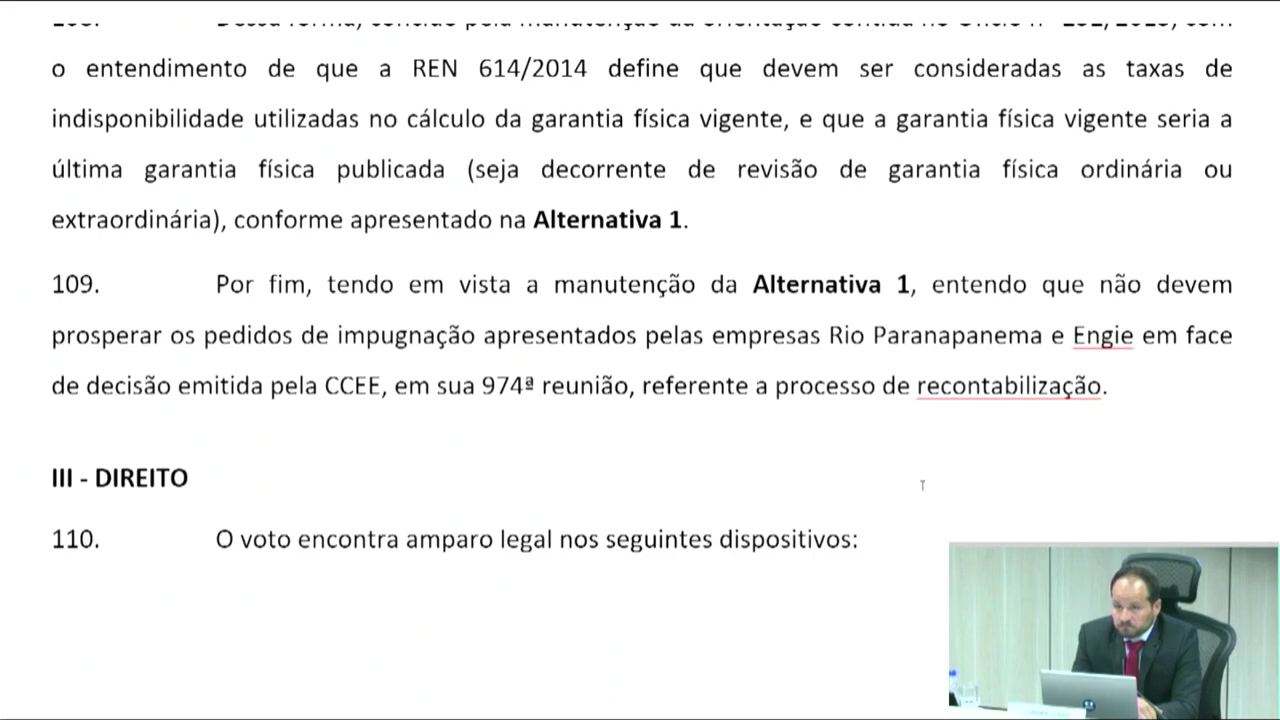 o entendimento de que a REN 614/2014 define que devem ser consideradas as taxas de
indisponibilidade utilizadas no cálculo da garantia física vigente, e que a garantia física vigente seria a
última garantia física publicada (seja decorrente de revisão de garantia física ordinária ou
extraordinária), conforme apresentado na Alternativa 1.
109. Por fim, tendo em vista a manutenção da Alternativa 1, entendo que não devem
prosperar os pedidos de impugnação apresentados pelas empresas Rio Paranapanema e Engie em face
de decisão emitida pela CCEE, em sua 974ª reunião, referente a processo de recontabilização.
III - DIREITO
110. O voto encontra amparo legal nos seguintes dispositivos: